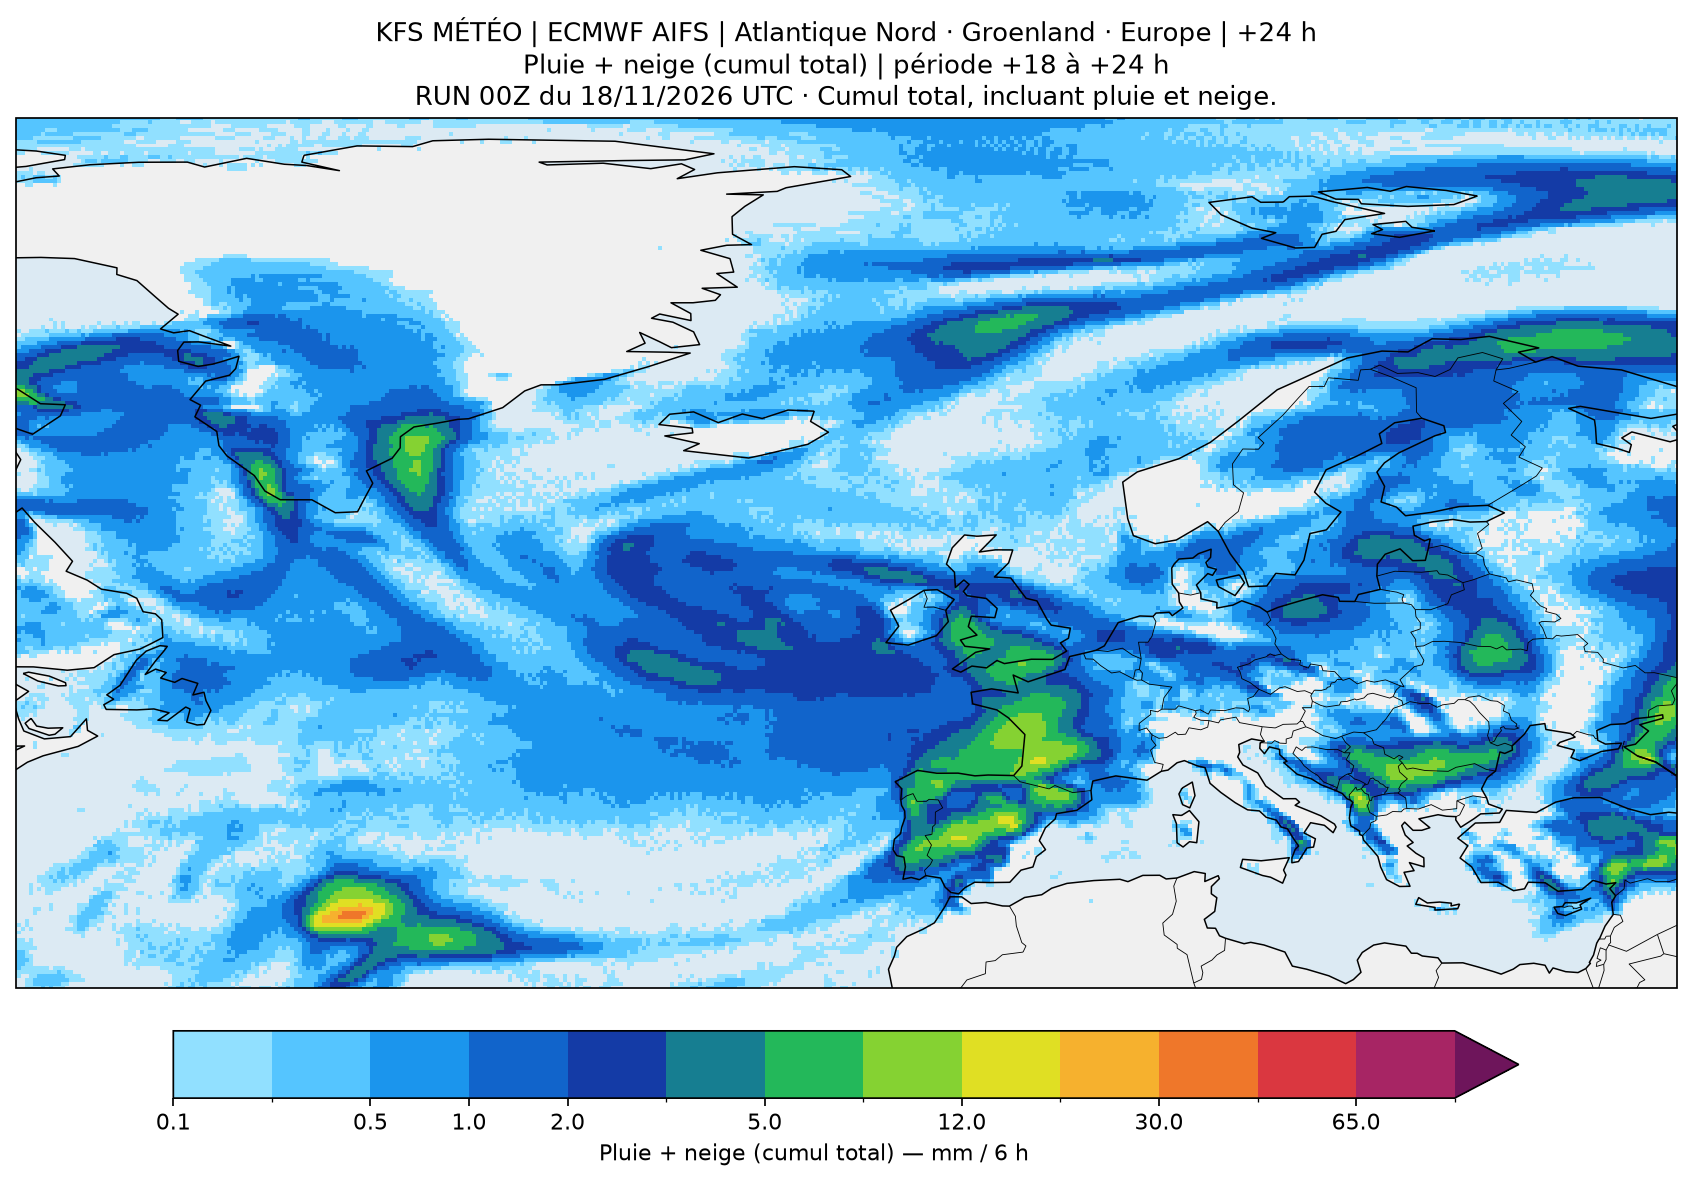 KFS MÉTÉO | ECMWF AIFS | Atlantique Nord · Groenland · Europe | +24 h
Pluie + neige (cumul total) | période +18 à +24 h
RUN 00Z du 18/11/2026 UTC · Cumul total, incluant pluie et neige.
0.1 0.5 1.0 2.0 5.0 12.0 30.0 65.0
Pluie + neige (cumul total) — mm / 6 h